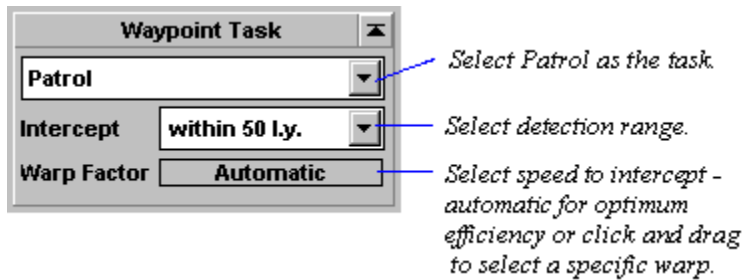 Waypoint Task
Patrol
Select Patrol as the task.
Intercept within 50 l.y.
Select detection range.
Warp Factor Automatic
Select speed to intercept -
automatic for optimum
efficiency or click and drag
to select a specific warp.